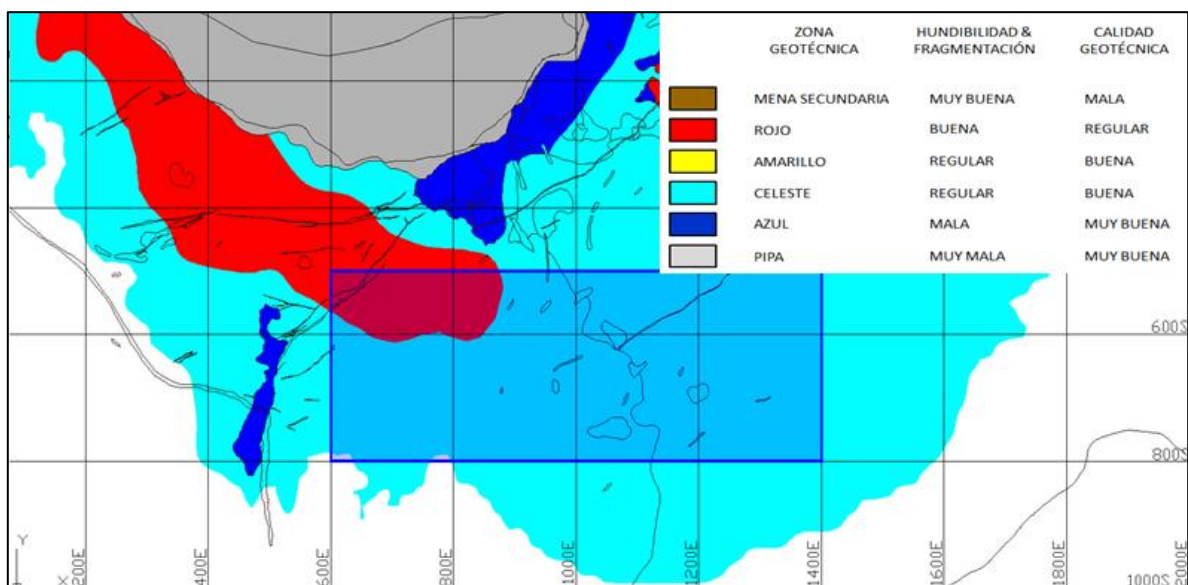 ZONA GEOTÉCNICA
HUNDIBILIDAD & FRAGMENTACIÓN
CALIDAD GEOTÉCNICA
MENA SECUNDARIA MUY BUENA MALA
ROJO BUENA REGULAR
AMARILLO REGULAR BUENA
CELESTE REGULAR BUENA
AZUL MALA MUY BUENA
PIPA MUY MALA MUY BUENA
600S
800S
1000S
Y
X
200E
400E
600E
800E
1000E
1200E
1400E
1600E
1800E
2000E